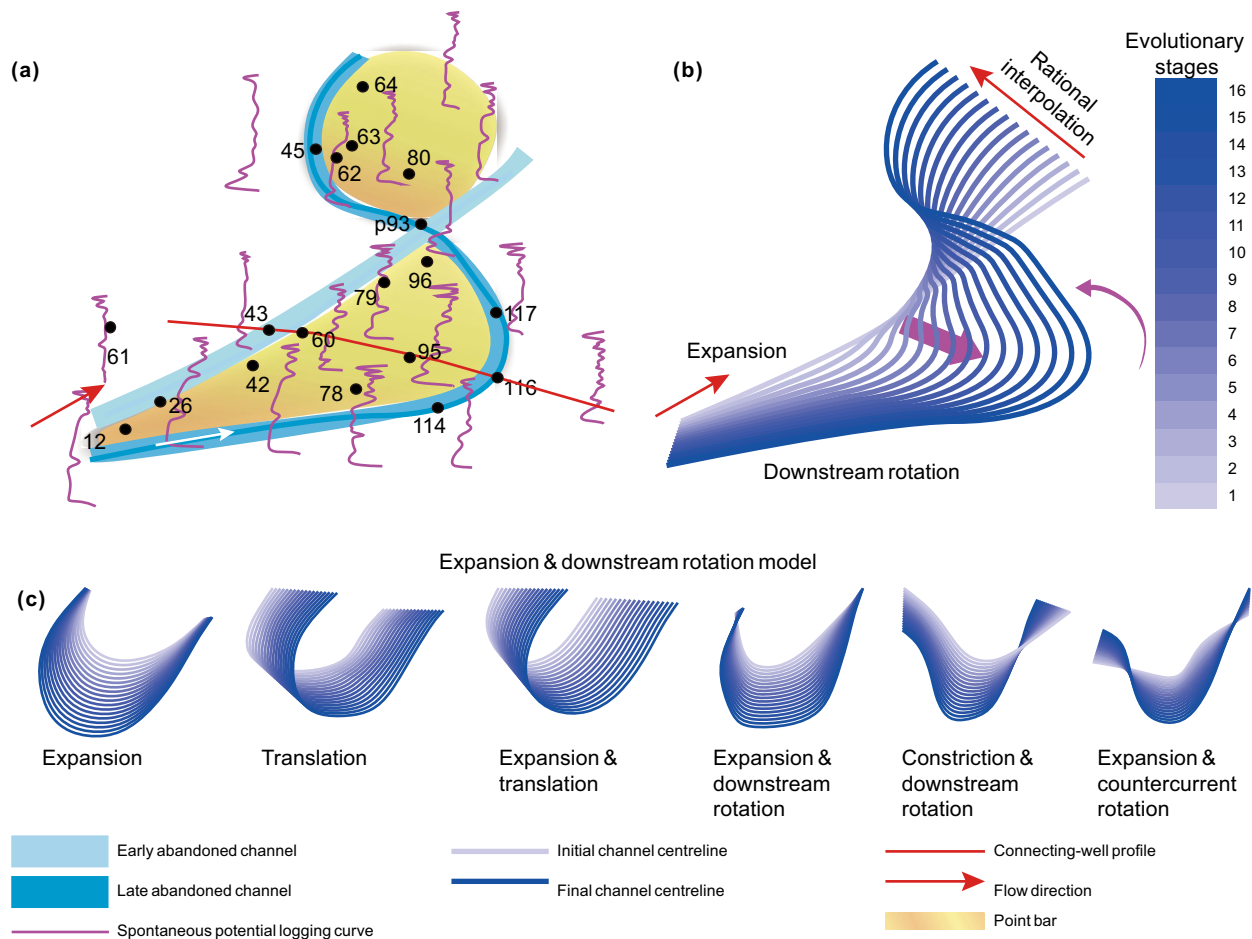 (a)
64
45
63
62
80
p93
96
79
117
43
60
61
95
42
116
26
78
114
12
(b)
Rational
interpolation
Expansion
Downstream rotation
Evolutionary
stages
16
15
14
13
12
11
10
9
8
7
6
5
4
3
2
1
Expansion & downstream rotation model
(c)
Expansion
Translation
Expansion &
translation
Expansion &
downstream
rotation
Constriction &
downstream
rotation
Expansion &
countercurrent
rotation
Early abandoned channel
Late abandoned channel
Spontaneous potential logging curve
Initial channel centreline
Final channel centreline
Connecting-well profile
Flow direction
Point bar